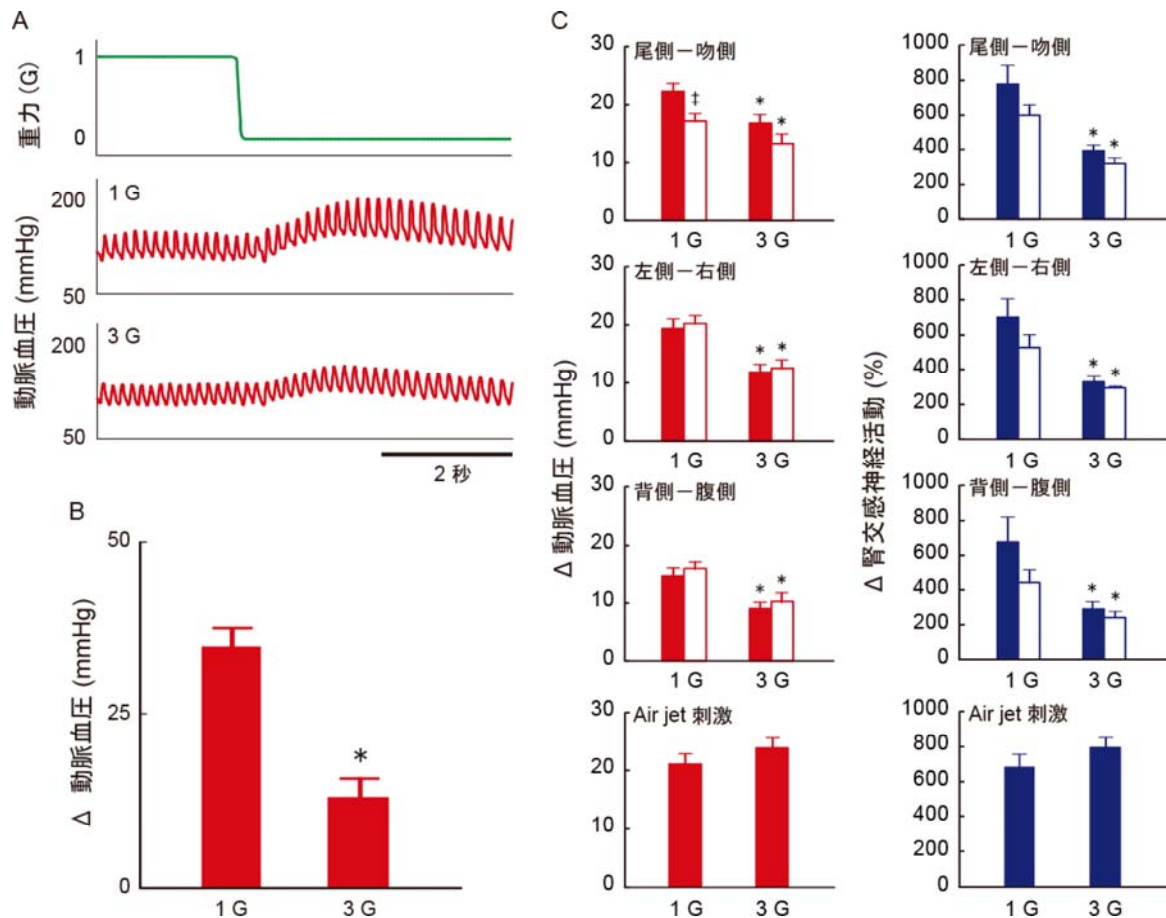 A
重力 (G)
1
0
動脈血圧 (mmHg)
1 G
200
50
3 G
200
50
2 秒
B
Δ 動脈血圧 (mmHg)
50
25
0
*
1 G 3 G
C
Δ 動脈血圧 (mmHg)
尾側－吻側
30
20
10
0
‡ * *
1 G 3 G
左側－右側
30
20
10
0
* *
1 G 3 G
背側－腹側
30
20
10
0
* *
1 G 3 G
Air jet 刺激
30
20
10
0
1 G 3 G
Δ 腎交感神経活動 (%)
尾側－吻側
1000
800
600
400
200
0
* *
1 G 3 G
左側－右側
1000
800
600
400
200
0
* *
1 G 3 G
背側－腹側
1000
800
600
400
200
0
* *
1 G 3 G
Air jet 刺激
1000
800
600
400
200
0
1 G 3 G